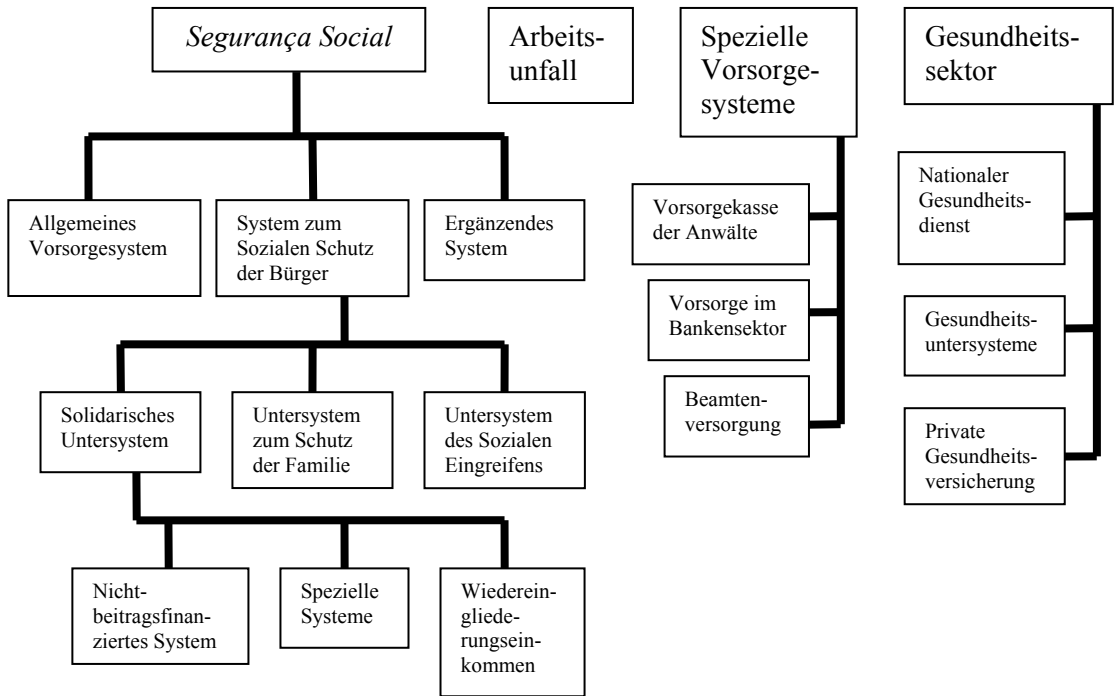 Segurança Social
Arbeits-
unfall
Spezielle
Vorsorge-
systeme
Gesundheits-
sektor
Allgemeines
Vorsorgesystem
System zum
Sozialen Schutz
der Bürger
Ergänzendes
System
Solidarisches
Untersystem
Untersystem
zum Schutz
der Familie
Untersystem
des Sozialen
Eingreifens
Nicht-
beitragsfinan-
ziertes System
Spezielle
Systeme
Wiederein-
gliede-
rungsein-
kommen
Vorsorgekasse
der Anwälte
Vorsorge im
Bankensektor
Beamten-
versorgung
Nationaler
Gesundheits-
dienst
Gesundheits-
untersysteme
Private
Gesundheits-
versicherung